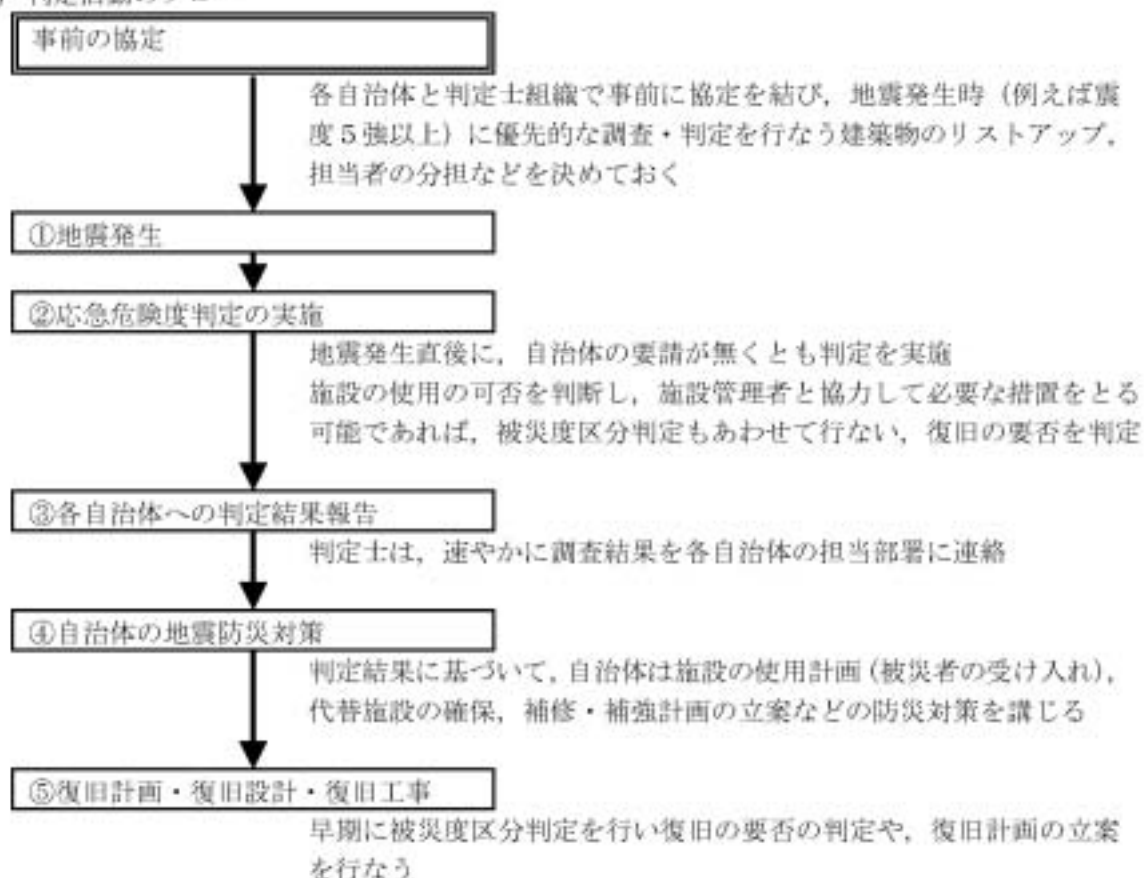 事前の協定
各自治体と判定士組織で事前に協定を結び，地震発生時（例えば震
度５強以上）に優先的な調査・判定を行なう建築物のリストアップ，
担当者の分担などを決めておく
①地震発生
②応急危険度判定の実施
地震発生直後に，自治体の要請が無くとも判定を実施
施設の使用の可否を判断し，施設管理者と協力して必要な措置をとる
可能であれば，被災度区分判定もあわせて行ない，復旧の要否を判定
③各自治体への判定結果報告
判定士は，速やかに調査結果を各自治体の担当部署に連絡
④自治体の地震防災対策
判定結果に基づいて，自治体は施設の使用計画（被災者の受け入れ），
代替施設の確保，補修・補強計画の立案などの防災対策を講じる
⑤復旧計画・復旧設計・復旧工事
早期に被災度区分判定を行い復旧の要否の判定や，復旧計画の立案
を行なう